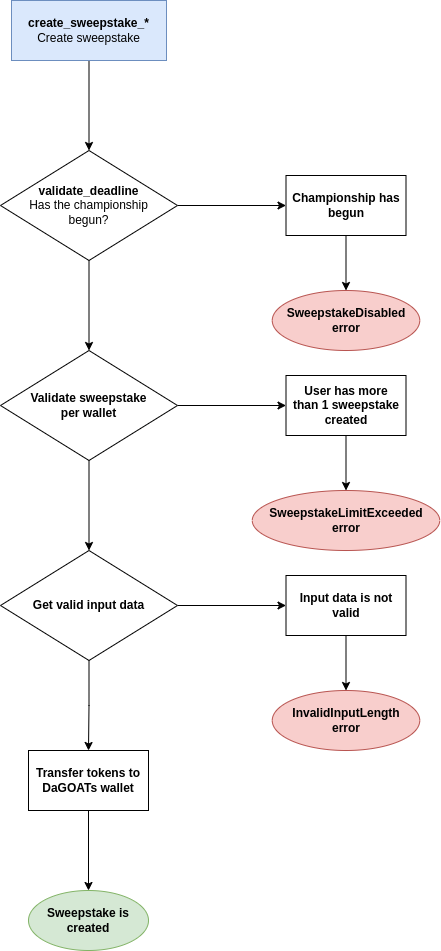 create_sweepstake_*
Create sweepstake
validate_deadline
Has the championship
begun?
Championship has
begun
SweepstakeDisabled
error
Validate sweepstake
per wallet
User has more
than 1 sweepstake
created
SweepstakeLimitExceeded
error
Get valid input data
Input data is not
valid
InvalidInputLength
error
Transfer tokens to
DaGOATs wallet
Sweepstake is
created